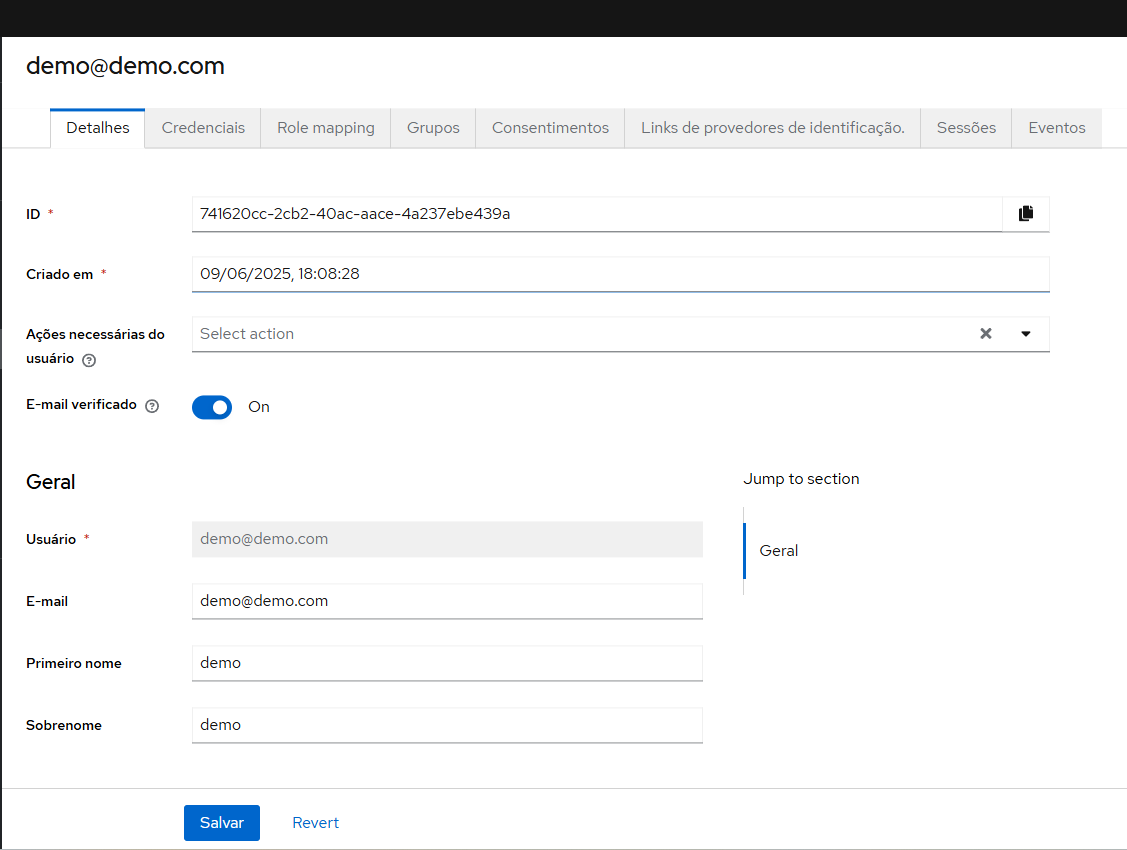 demo@demo.com
Detalhes Credenciais Role mapping Grupos Consentimentos Links de provedores de identificação. Sessões Eventos
ID * 741620cc-2cb2-40ac-aace-4a237ebe439a
Criado em * 09/06/2025, 18:08:28
Ações necessárias do
usuário
Select action
E-mail verificado On
Geral
Jump to section
Geral
Usuário * demo@demo.com
E-mail demo@demo.com
Primeiro nome demo
Sobrenome demo
Salvar Revert